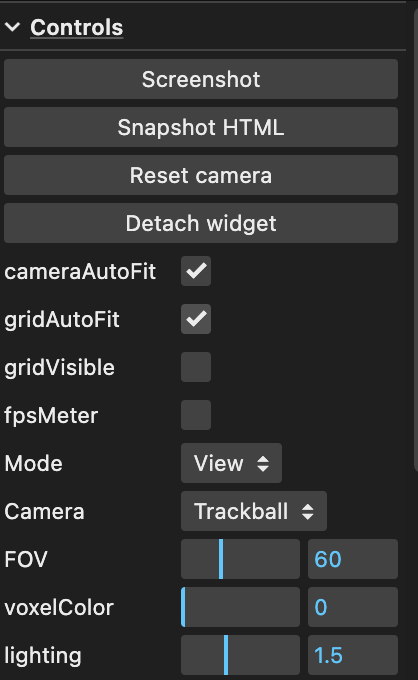 Controls
Screenshot
Snapshot HTML
Reset camera
Detach widget
cameraAutoFit
gridAutoFit
gridVisible
fpsMeter
Mode View
Camera Trackball
FOV 60
voxelColor 0
lighting 1.5